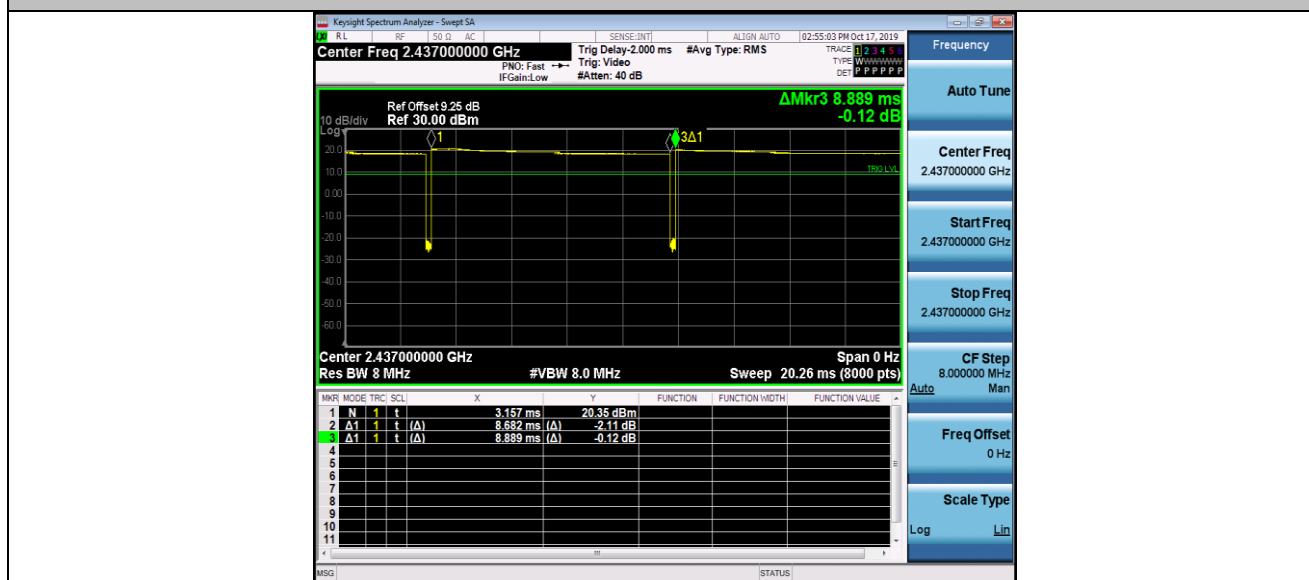 Keysight Spectrum Analyzer - Swept SA
RL RF 50 Ω AC SENSE:INT ALIGN AUTO 02:55:03 PM Oct 17, 2019
Center Freq 2.437000000 GHz Trig Delay-2.000 ms #Avg Type: RMS TRACE 1 2 3 4 5 6
PNO: Fast Trig: Video TYPE WWWWWW
IFGain:Low #Atten: 40 dB DET P P P P P P
Ref Offset 9.25 dB ΔMkr3 8.889 ms
10 dB/div Ref 30.00 dBm -0.12 dB
Log
1 3Δ1
20.0
10.0 TRIG LVL
0.00
-10.0
-20.0
-30.0
-40.0
-50.0
-60.0
Center 2.437000000 GHz Span 0 Hz
Res BW 8 MHz #VBW 8.0 MHz Sweep 20.26 ms (8000 pts)
MKR MODE TRC SCL X Y FUNCTION FUNCTION WIDTH FUNCTION VALUE
1 N 1 t 3.157 ms 20.35 dBm
2 Δ1 1 t (Δ) 8.682 ms (Δ) -2.11 dB
3 Δ1 1 t (Δ) 8.889 ms (Δ) -0.12 dB
4
5
6
7
8
9
10
11
MSG STATUS
Frequency
Auto Tune
Center Freq
2.437000000 GHz
Start Freq
2.437000000 GHz
Stop Freq
2.437000000 GHz
CF Step
8.000000 MHz
Auto Man
Freq Offset
0 Hz
Scale Type
Log Lin